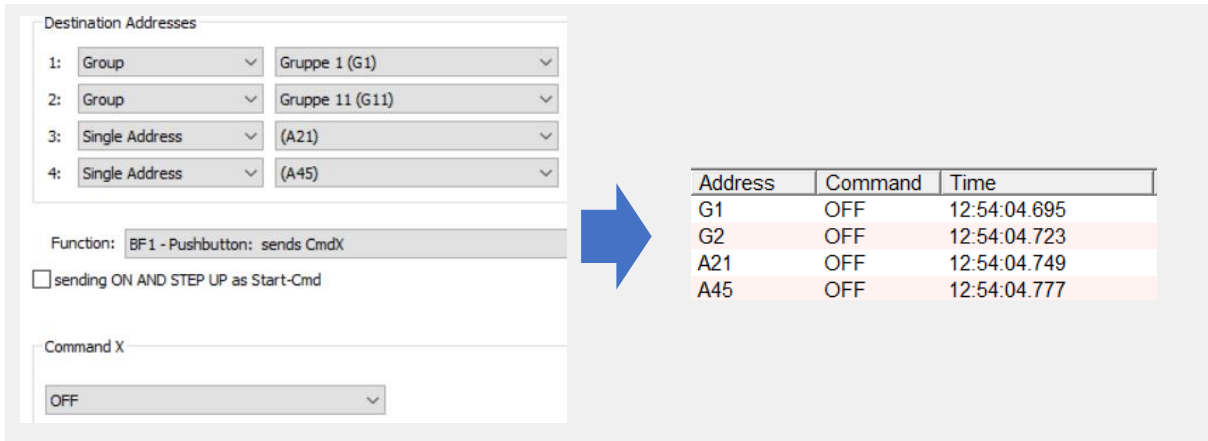 Destination Addresses
1: Group Gruppe 1 (G1)
2: Group Gruppe 11 (G11)
3: Single Address (A21)
4: Single Address (A45)
Function: BF1 - Pushbutton: sends CmdX
sending ON AND STEP UP as Start-Cmd
Command X
OFF
Address Command Time
G1 OFF 12:54:04.695
G2 OFF 12:54:04.723
A21 OFF 12:54:04.749
A45 OFF 12:54:04.777